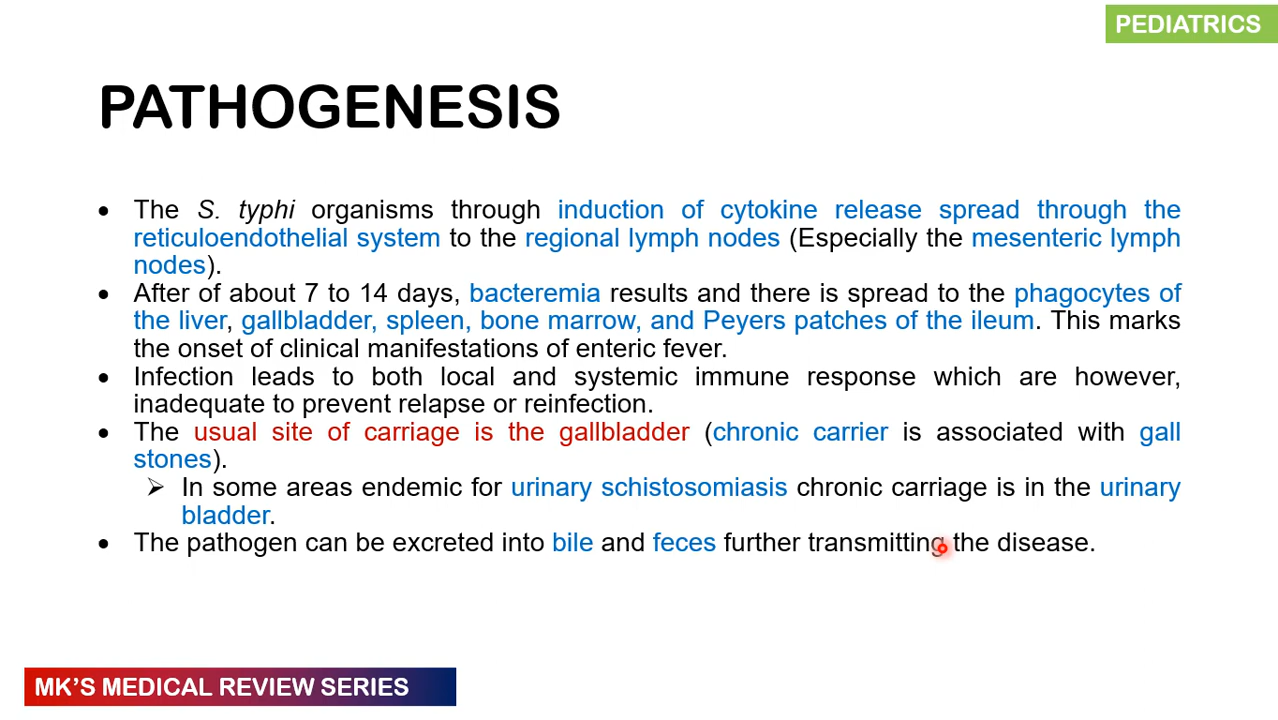 PEDIATRICS
PATHOGENESIS
• The S. typhi organisms through induction of cytokine release spread through the
reticuloendothelial system to the regional lymph nodes (Especially the mesenteric lymph
nodes).
• After of about 7 to 14 days, bacteremia results and there is spread to the phagocytes of
the liver, gallbladder, spleen, bone marrow, and Peyers patches of the ileum. This marks
the onset of clinical manifestations of enteric fever.
• Infection leads to both local and systemic immune response which are however,
inadequate to prevent relapse or reinfection.
• The usual site of carriage is the gallbladder (chronic carrier is associated with gall
stones).
➢ In some areas endemic for urinary schistosomiasis chronic carriage is in the urinary
bladder.
• The pathogen can be excreted into bile and feces further transmitting the disease.
MK'S MEDICAL REVIEW SERIES